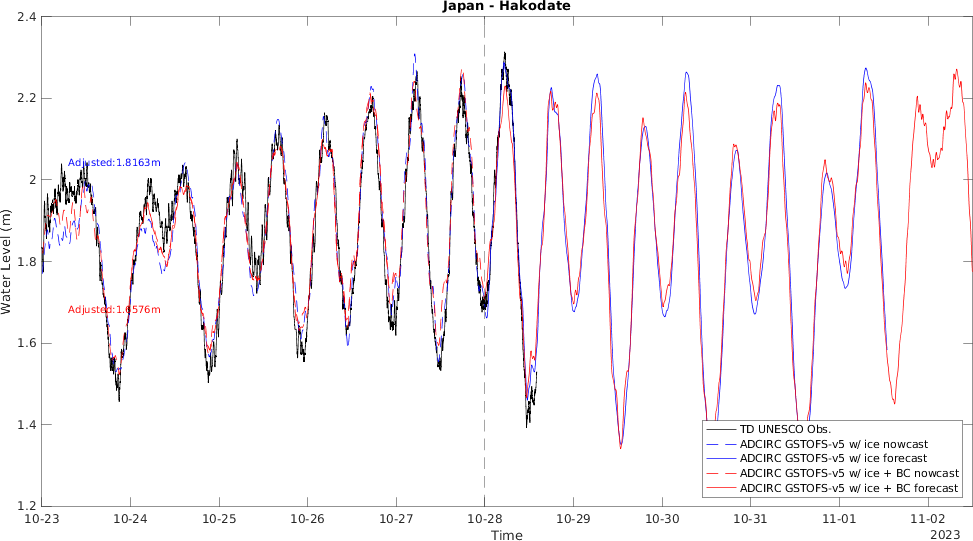 Japan - Hakodate
2.4
2.2
2
1.8
1.6
1.4
1.2
Water Level (m)
Adjusted:1.8163m
Adjusted:1.6576m
TD UNESCO Obs.
ADCIRC GSTOFS-v5 w/ ice nowcast
ADCIRC GSTOFS-v5 w/ ice forecast
ADCIRC GSTOFS-v5 w/ ice + BC nowcast
ADCIRC GSTOFS-v5 w/ ice + BC forecast
10-23 10-24 10-25 10-26 10-27 10-28 10-29 10-30 10-31 11-01 11-02
Time
2023